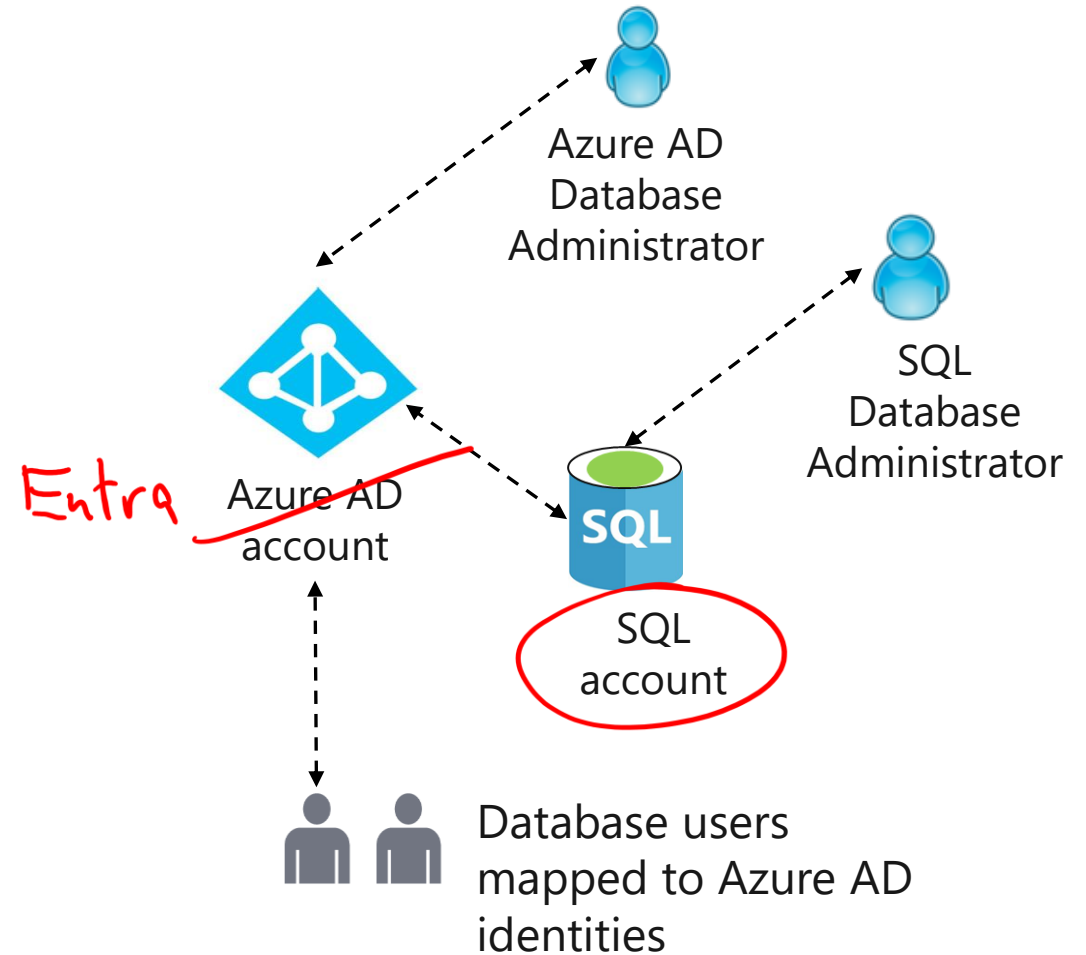 Azure AD
Database
Administrator
SQL
Database
Administrator
Entra
Azure AD
account
SQL
SQL
account
Database users
mapped to Azure AD
identities